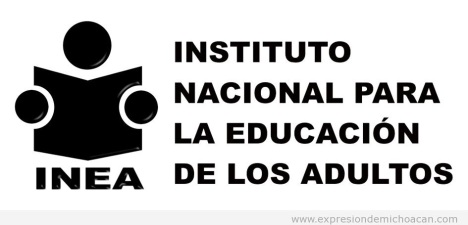 INSTITUTO
NACIONAL PARA
LA EDUCACIÓN
DE LOS ADULTOS
INEA
www.expresiondemichoacan.com